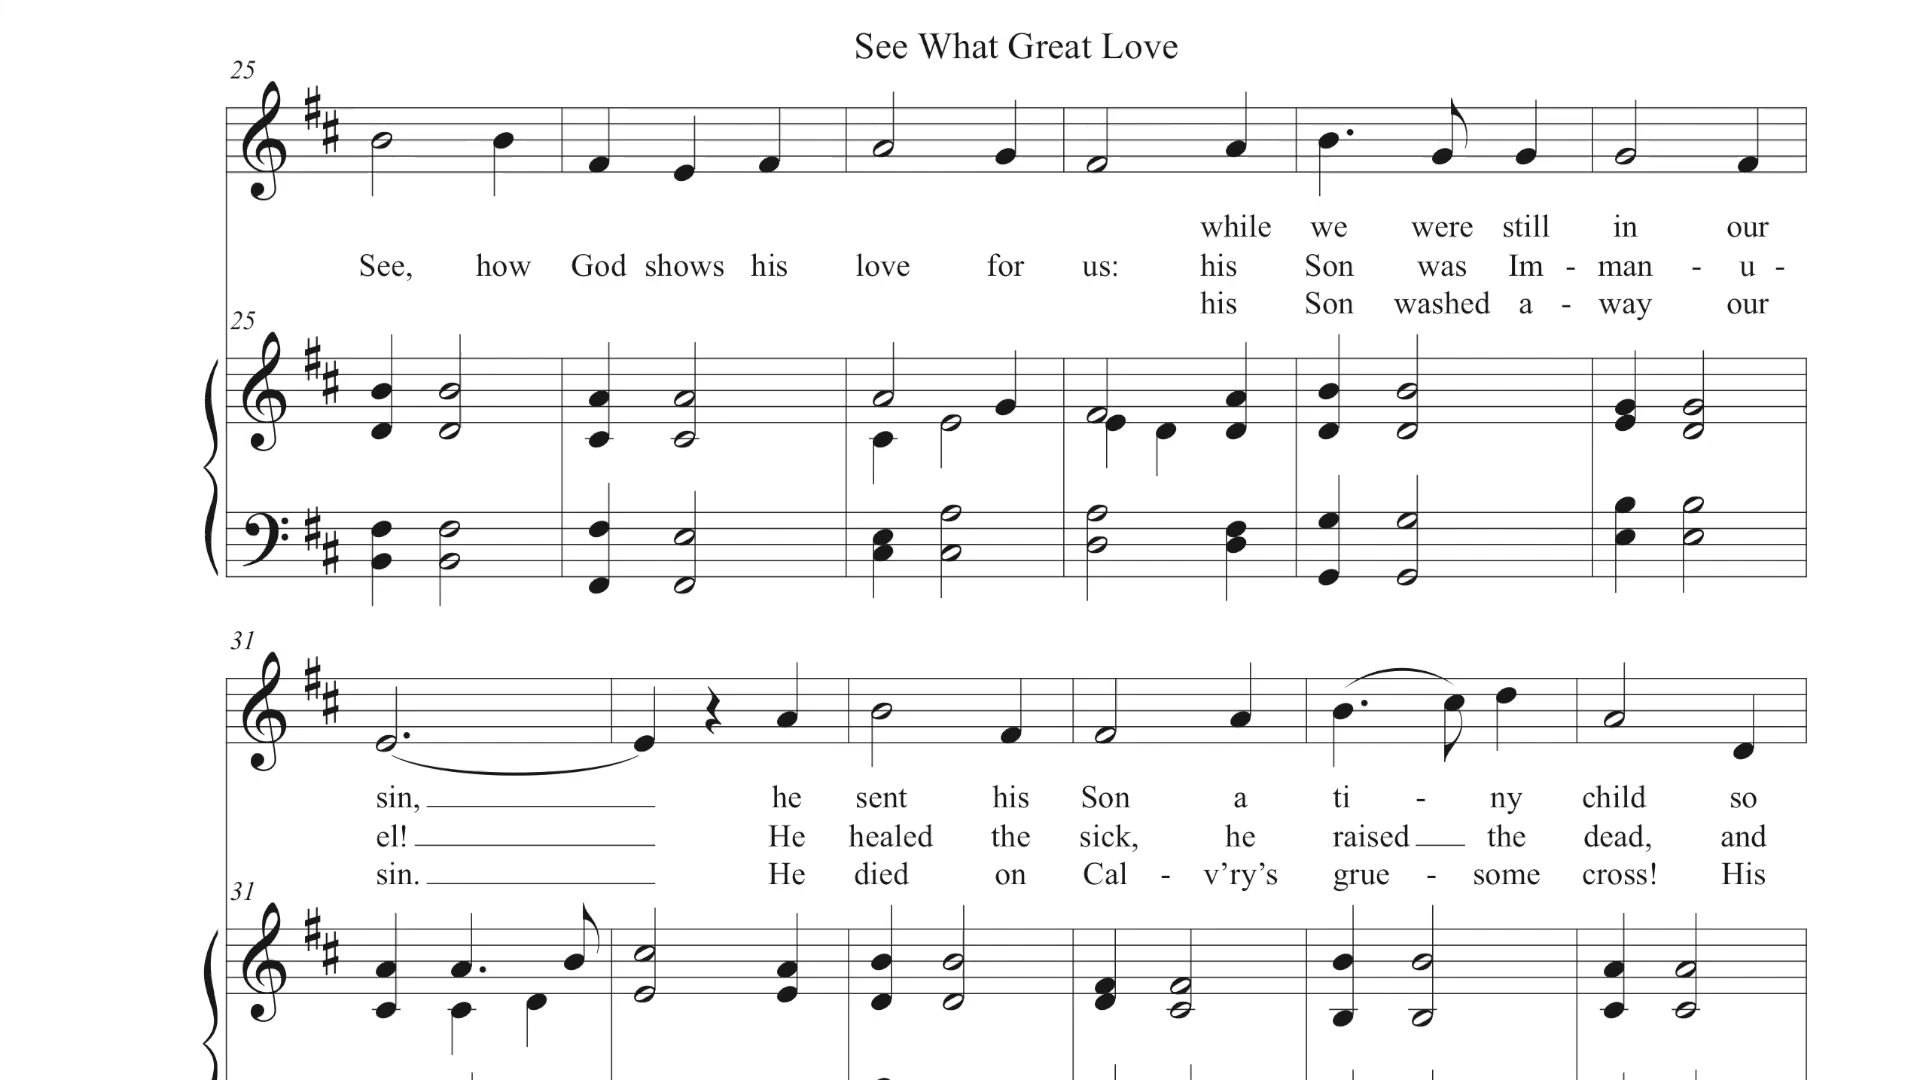 See What Great Love
25
while we were still in our
See, how God shows his love for us: his Son was Im - man - u -
his Son washed a - way our
25
31
sin, he sent his Son a ti - ny child so
el! He healed the sick, he raised the dead, and
sin. He died on Cal - v’ry’s grue - some cross! His
31